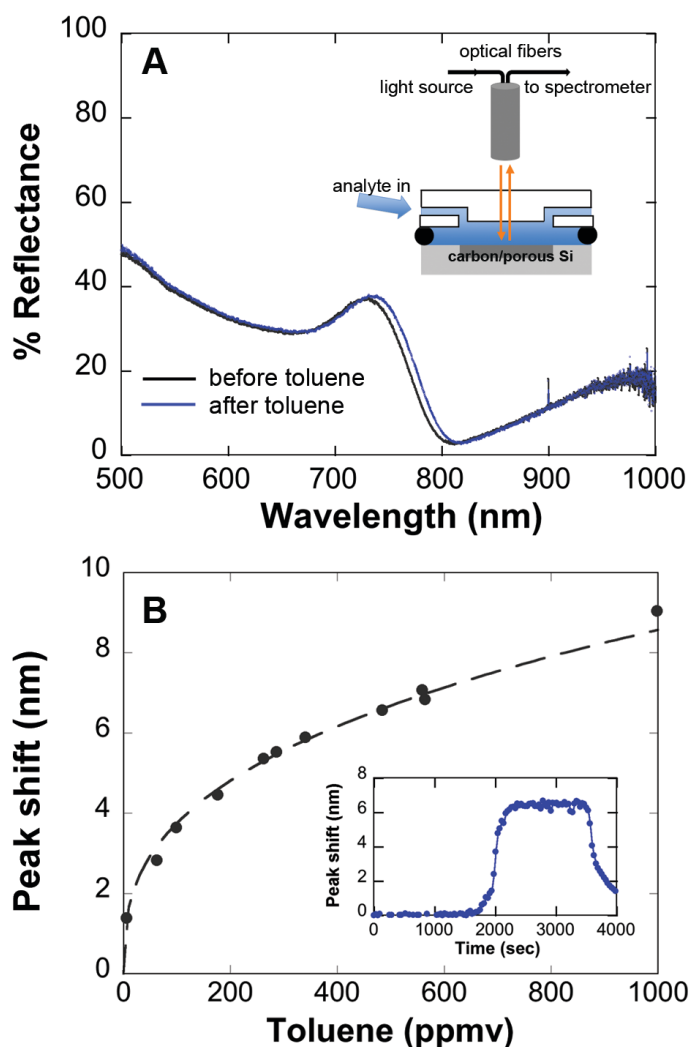 A
optical fibers
light source
to spectrometer
analyte in
carbon/porous Si
% Reflectance
100
80
60
40
20
0
before toluene
after toluene
500
600
700
800
900
1000
Wavelength (nm)
B
Peak shift (nm)
10
8
6
4
2
0
Peak shift (nm)
8
6
4
2
0
0
1000
2000
3000
4000
Time (sec)
0
200
400
600
800
1000
Toluene (ppmv)